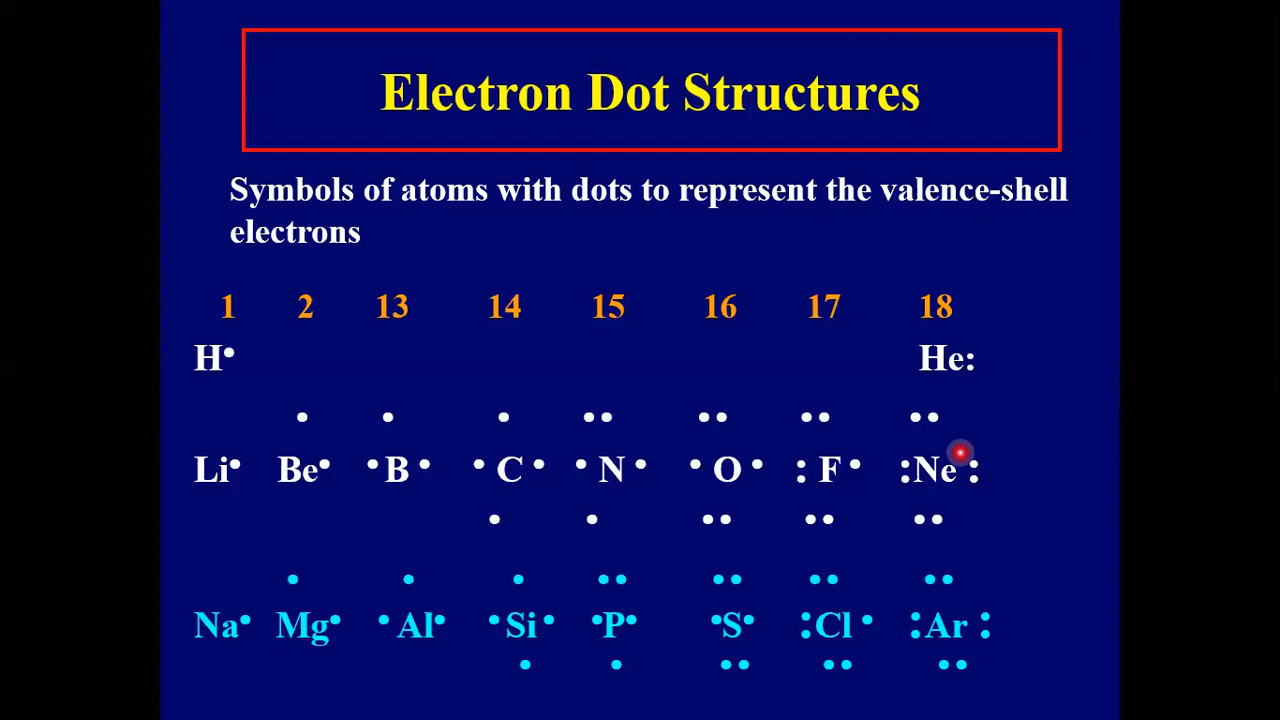 Electron Dot Structures
Symbols of atoms with dots to represent the valence-shell
electrons
1 2 13 14 15 16 17 18
H• He:
Li• Be• •B• •C• •N• •O• :F• :Ne:
Na• Mg• •Al• •Si• •P• •S• :Cl• :Ar: